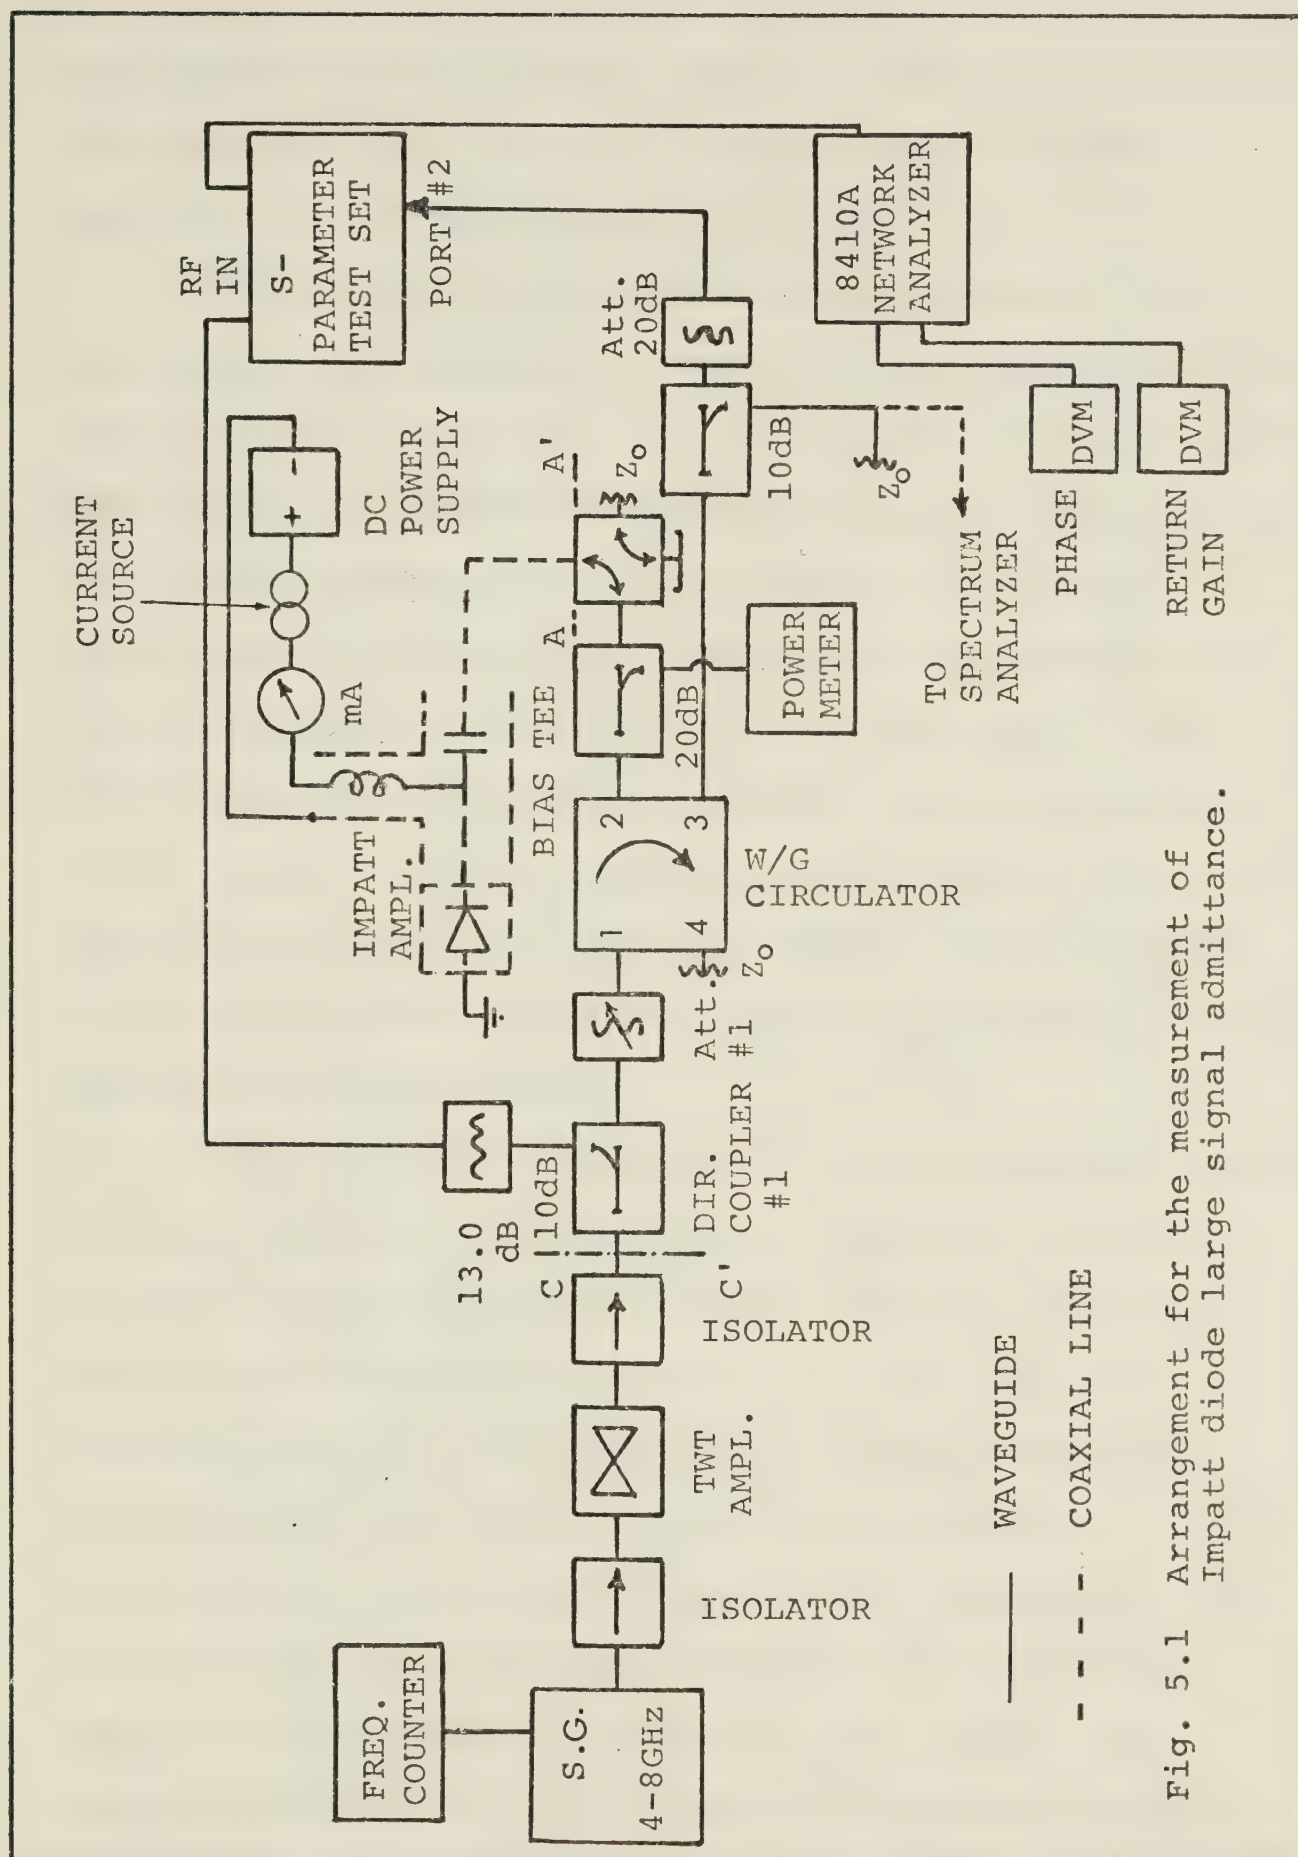 CURRENT
SOURCE
RF
IN
S-
PARAMETER
TEST SET
PORT #2
+ -
DC
POWER
SUPPLY
mA
IMPATT
AMPL.
BIAS TEE
A
A'
Zo
Att.
20dB
13.0
dB
10dB
C
C'
DIR.
COUPLER
#1
Att.
#1
1
2
3
4
Zo
W/G
CIRCULATOR
20dB
POWER
METER
10dB
Zo
TO
SPECTRUM
ANALYZER
8410A
NETWORK
ANALYZER
DVM
DVM
PHASE
RETURN
GAIN
FREQ.
COUNTER
S.G.
4-8GHz
ISOLATOR
TWT
AMPL.
ISOLATOR
WAVEGUIDE
COAXIAL LINE
Fig. 5.1 Arrangement for the measurement of
Impatt diode large signal admittance.